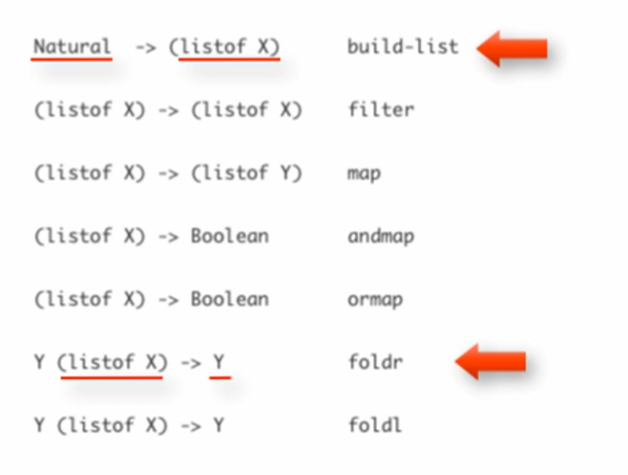 Natural -> (listof X) build-list
(listof X) -> (listof X) filter
(listof X) -> (listof Y) map
(listof X) -> Boolean andmap
(listof X) -> Boolean ormap
Y (listof X) -> Y foldr
Y (listof X) -> Y foldl